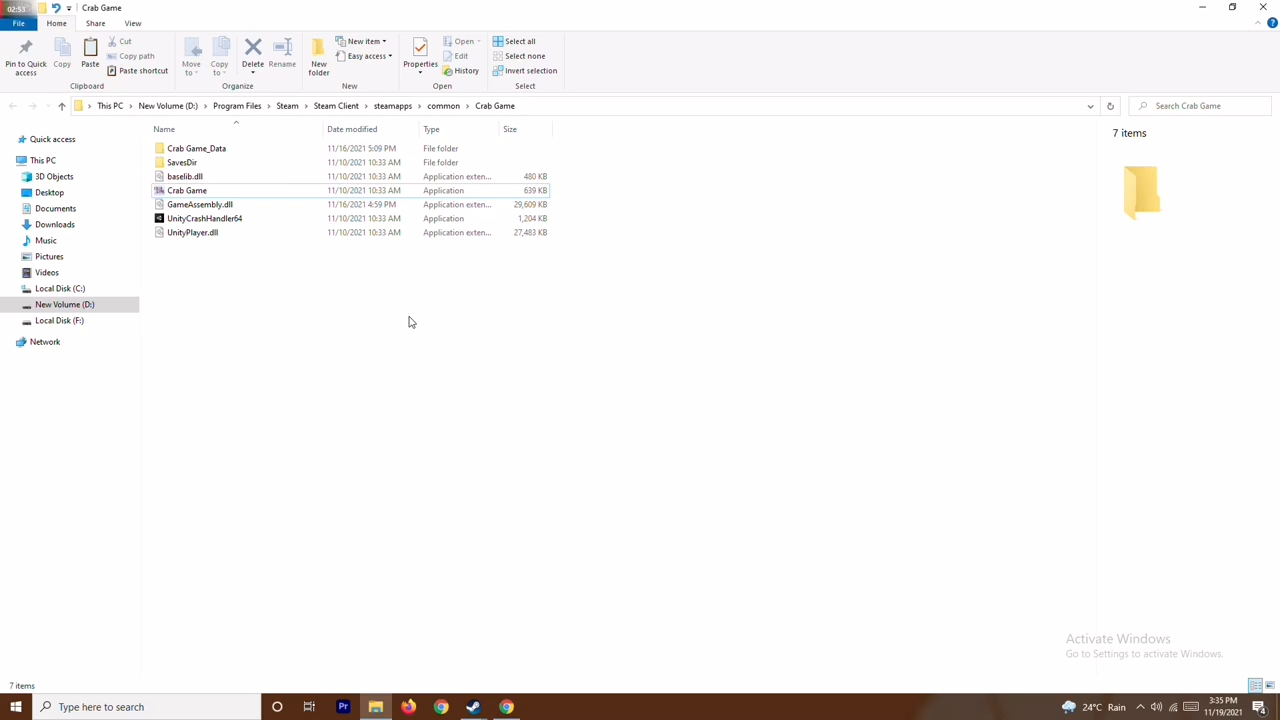 02:53 Crab Game
File Home Share View
Pin to Quick access
Copy
Paste
Cut
Copy path
Paste shortcut
Clipboard
Move to
Copy to
Delete
Rename
Organize
New folder
New item
Easy access
New
Properties
Open
Edit
History
Open
Select all
Select none
Invert selection
Select
This PC > New Volume (D:) > Program Files > Steam > Steam Client > steamapps > common > Crab Game
Search Crab Game
Quick access
This PC
3D Objects
Desktop
Documents
Downloads
Music
Pictures
Videos
Local Disk (C:)
New Volume (D:)
Local Disk (F:)
Network
Name Date modified Type Size
Crab Game_Data 11/16/2021 5:09 PM File folder
SavesDir 11/10/2021 10:33 AM File folder
baselib.dll 11/10/2021 10:33 AM Application exten... 480 KB
Crab Game 11/10/2021 10:33 AM Application 639 KB
GameAssembly.dll 11/16/2021 4:59 PM Application exten... 29,609 KB
UnityCrashHandler64 11/10/2021 10:33 AM Application 1,204 KB
UnityPlayer.dll 11/10/2021 10:33 AM Application exten... 27,483 KB
7 items
Activate Windows
Go to Settings to activate Windows.
7 items
Type here to search
Pr
24°C Rain
3:35 PM
11/19/2021